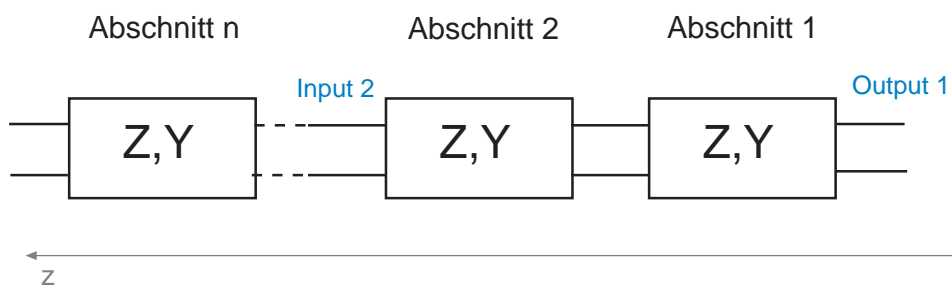 Abschnitt n
Abschnitt 2
Abschnitt 1
Input 2
Output 1
Z,Y
Z,Y
Z,Y
z